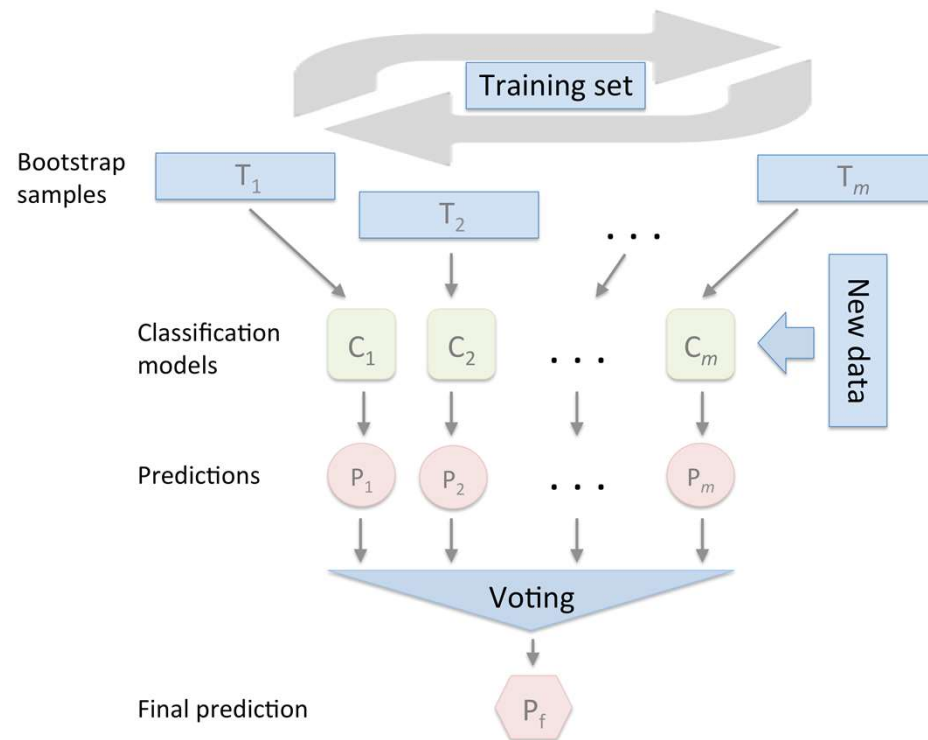 Training set
Bootstrap
samples
T₁
T₂
. . .
Tₘ
New data
Classification
models
C₁
C₂
. . .
Cₘ
Predictions
P₁
P₂
. . .
Pₘ
Voting
Final prediction
P_f